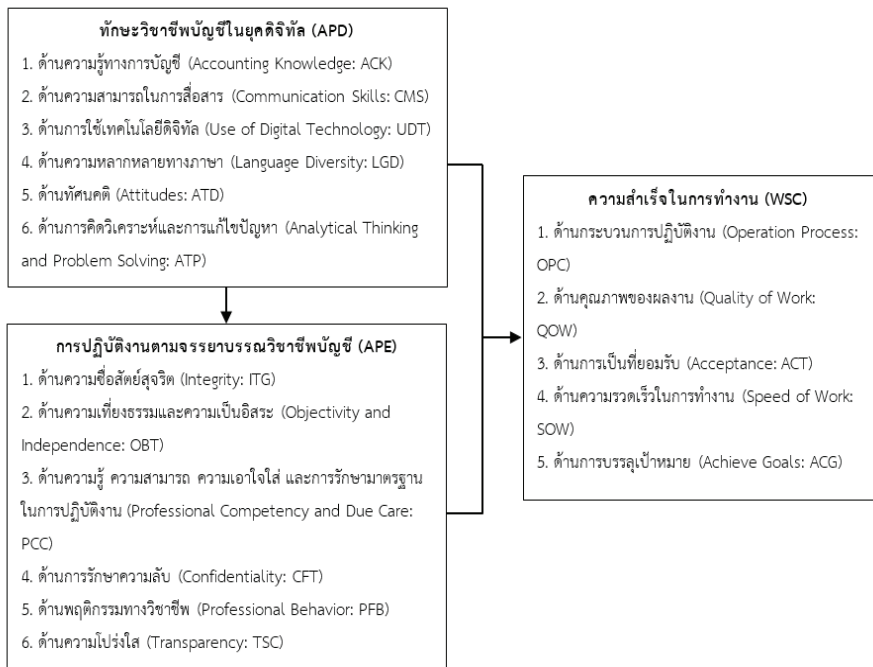 ทักษะวิชาชีพบัญชีในยุคดิจิทัล (APD)
1. ด้านความรู้ทางการบัญชี (Accounting Knowledge: ACK)
2. ด้านความสามารถในการสื่อสาร (Communication Skills: CMS)
3. ด้านการใช้เทคโนโลยีดิจิทัล (Use of Digital Technology: UDT)
4. ด้านความหลากหลายทางภาษา (Language Diversity: LGD)
5. ด้านทัศนคติ (Attitudes: ATD)
6. ด้านการคิดวิเคราะห์และการแก้ไขปัญหา (Analytical Thinking
and Problem Solving: ATP)
การปฏิบัติงานตามจรรยาบรรณวิชาชีพบัญชี (APE)
1. ด้านความซื่อสัตย์สุจริต (Integrity: ITG)
2. ด้านความเที่ยงธรรมและความเป็นอิสระ (Objectivity and
Independence: OBT)
3. ด้านความรู้ ความสามารถ ความเอาใจใส่ และการรักษามาตรฐาน
ในการปฏิบัติงาน (Professional Competency and Due Care:
PCC)
4. ด้านการรักษาความลับ (Confidentiality: CFT)
5. ด้านพฤติกรรมทางวิชาชีพ (Professional Behavior: PFB)
6. ด้านความโปร่งใส (Transparency: TSC)
ความสำเร็จในการทำงาน (WSC)
1. ด้านกระบวนการปฏิบัติงาน (Operation Process:
OPC)
2. ด้านคุณภาพของผลงาน (Quality of Work:
QOW)
3. ด้านการเป็นที่ยอมรับ (Acceptance: ACT)
4. ด้านความรวดเร็วในการทำงาน (Speed of Work:
SOW)
5. ด้านการบรรลุเป้าหมาย (Achieve Goals: ACG)